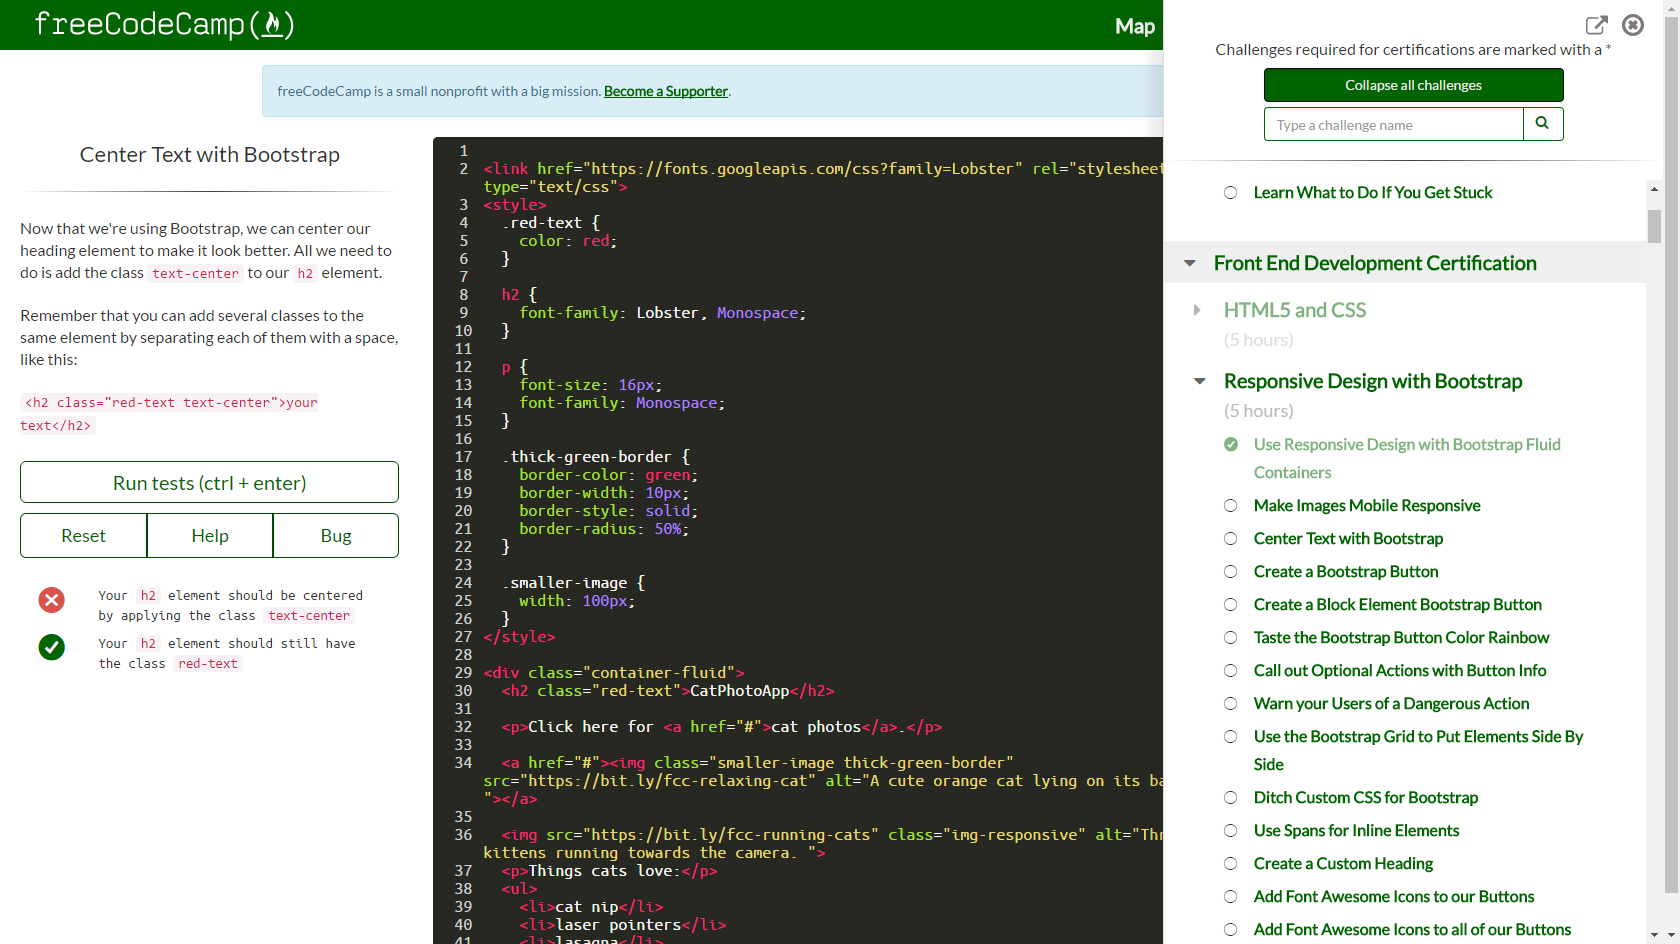 freeCodeCamp
Map
freeCodeCamp is a small nonprofit with a big mission. Become a Supporter.
Center Text with Bootstrap
Now that we're using Bootstrap, we can center our
heading element to make it look better. All we need to
do is add the class text-center to our h2 element.
Remember that you can add several classes to the
same element by separating each of them with a space,
like this:
<h2 class="red-text text-center">your
text</h2>
Run tests (ctrl + enter)
Reset Help Bug
Your h2 element should be centered
by applying the class text-center
Your h2 element should still have
the class red-text
1
2 <link href="https://fonts.googleapis.com/css?family=Lobster" rel="stylesheet
type="text/css">
3 <style>
4 .red-text {
5 color: red;
6 }
7
8 h2 {
9 font-family: Lobster, Monospace;
10 }
11
12 p {
13 font-size: 16px;
14 font-family: Monospace;
15 }
16
17 .thick-green-border {
18 border-color: green;
19 border-width: 10px;
20 border-style: solid;
21 border-radius: 50%;
22 }
23
24 .smaller-image {
25 width: 100px;
26 }
27 </style>
28
29 <div class="container-fluid">
30 <h2 class="red-text">CatPhotoApp</h2>
31
32 <p>Click here for <a href="#">cat photos</a>.</p>
33
34 <a href="#"><img class="smaller-image thick-green-border"
src="https://bit.ly/fcc-relaxing-cat" alt="A cute orange cat lying on its ba
"></a>
35
36 <img src="https://bit.ly/fcc-running-cats" class="img-responsive" alt="Thr
kittens running towards the camera. ">
37 <p>Things cats love:</p>
38 <ul>
39 <li>cat nip</li>
40 <li>laser pointers</li>
41 <li>lasagna</li>
Challenges required for certifications are marked with a *
Collapse all challenges
Type a challenge name
Learn What to Do If You Get Stuck
Front End Development Certification
HTML5 and CSS
(5 hours)
Responsive Design with Bootstrap
(5 hours)
Use Responsive Design with Bootstrap Fluid
Containers
Make Images Mobile Responsive
Center Text with Bootstrap
Create a Bootstrap Button
Create a Block Element Bootstrap Button
Taste the Bootstrap Button Color Rainbow
Call out Optional Actions with Button Info
Warn your Users of a Dangerous Action
Use the Bootstrap Grid to Put Elements Side By
Side
Ditch Custom CSS for Bootstrap
Use Spans for Inline Elements
Create a Custom Heading
Add Font Awesome Icons to our Buttons
Add Font Awesome Icons to all of our Buttons